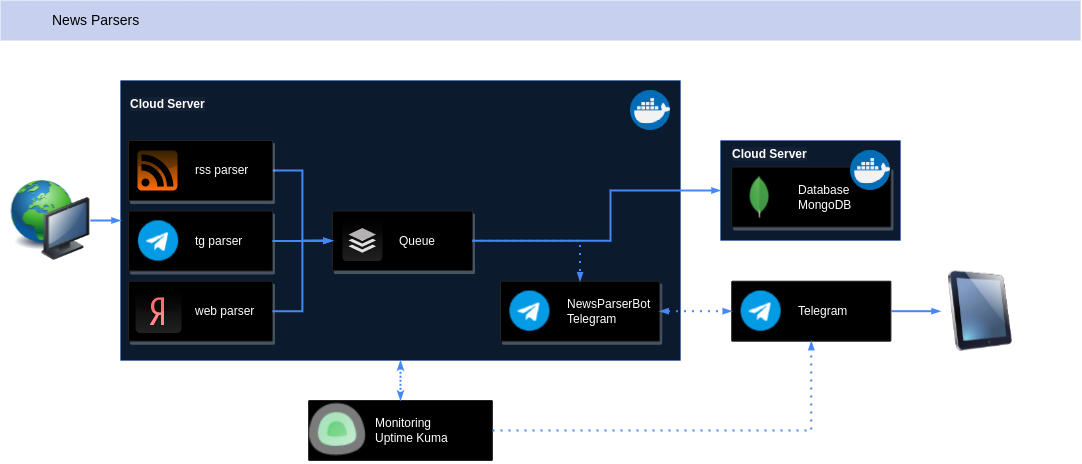 News Parsers
Cloud Server
rss parser
tg parser
Я
web parser
Queue
NewsParserBot
Telegram
Cloud Server
Database
MongoDB
Telegram
Monitoring
Uptime Kuma